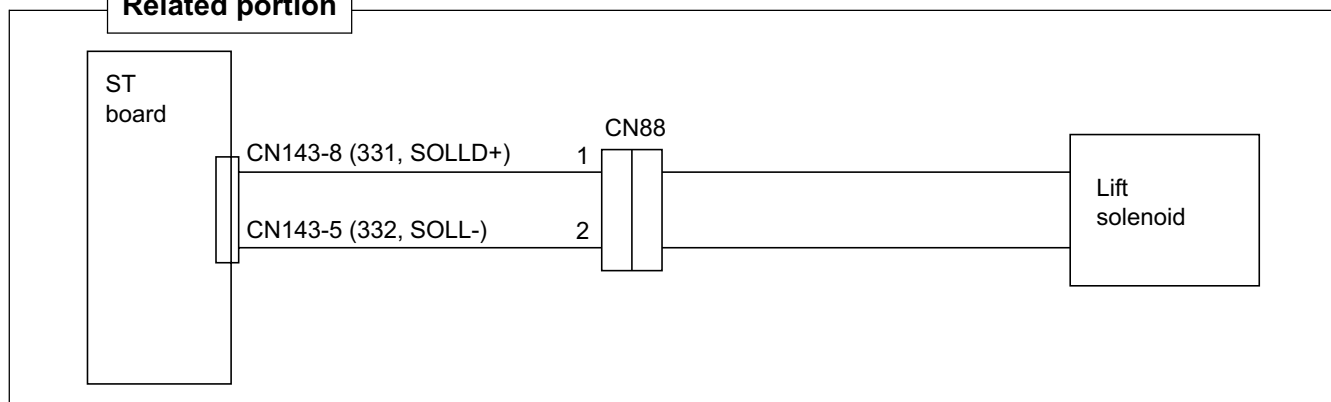 Related portion
ST
board
CN143-8 (331, SOLLD+)
1
CN88
CN143-5 (332, SOLL-)
2
Lift
solenoid